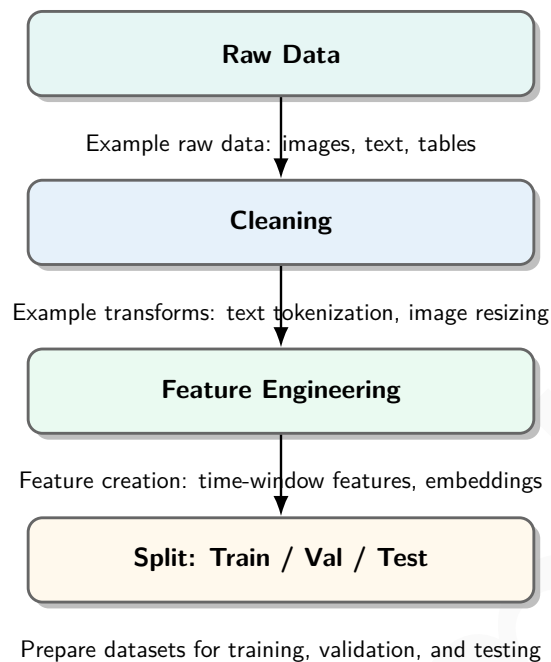 Raw Data
Example raw data: images, text, tables
Cleaning
Example transforms: text tokenization, image resizing
Feature Engineering
Feature creation: time-window features, embeddings
Split: Train / Val / Test
Prepare datasets for training, validation, and testing